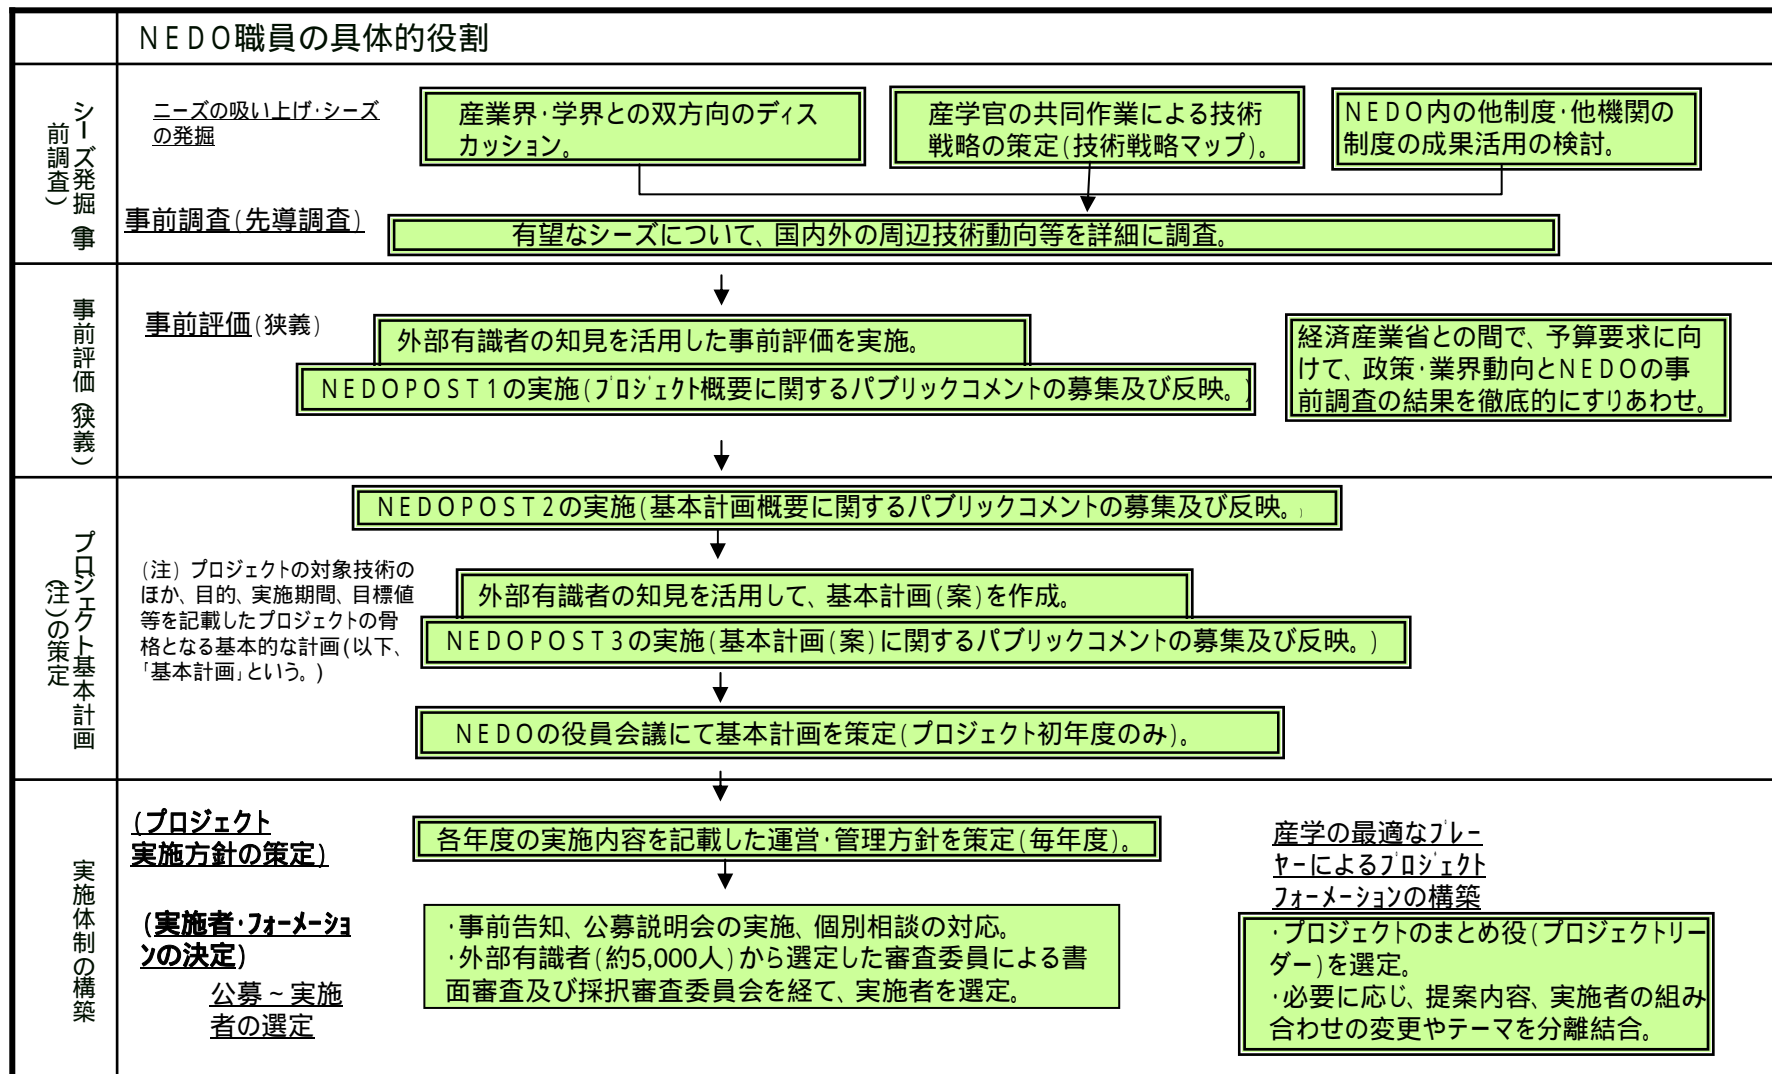 NEDO職員の具体的役割
シーズ発掘(事
前調査)
ニーズの吸い上げ・シーズ
の発掘
産業界・学界との双方向のディス
カッション。
産学官の共同作業による技術
戦略の策定(技術戦略マップ)。
NEDO内の他制度・他機関の
制度の成果活用の検討。
事前調査(先導調査)
有望なシーズについて、国内外の周辺技術動向等を詳細に調査。
事前評価(狭義)
事前評価(狭義)
外部有識者の知見を活用した事前評価を実施。
NEDOPOST1の実施(プロジェクト概要に関するパブリックコメントの募集及び反映。)
経済産業省との間で、予算要求に向
けて、政策・業界動向とNEDOの事
前調査の結果を徹底的にすりあわせ。
プロジェクト基本計画
(注)の策定
NEDOPOST2の実施(基本計画概要に関するパブリックコメントの募集及び反映。)
(注) プロジェクトの対象技術の
ほか、目的、実施期間、目標値
等を記載したプロジェクトの骨
格となる基本的な計画(以下、
「基本計画」という。)
外部有識者の知見を活用して、基本計画(案)を作成。
NEDOPOST3の実施(基本計画(案)に関するパブリックコメントの募集及び反映。)
NEDOの役員会議にて基本計画を策定(プロジェクト初年度のみ)。
実施体制の構築
(プロジェクト
実施方針の策定)
各年度の実施内容を記載した運営・管理方針を策定(毎年度)。
(実施者・フォーメーショ
ンの決定)
公募~実施
者の選定
・事前告知、公募説明会の実施、個別相談の対応。
・外部有識者(約5,000人)から選定した審査委員による書
面審査及び採択審査委員会を経て、実施者を選定。
産学の最適なプレー
ヤーによるプロジェクト
フォーメーションの構築
・プロジェクトのまとめ役(プロジェクトリー
ダー)を選定。
・必要に応じ、提案内容、実施者の組み
合わせの変更やテーマを分離結合。